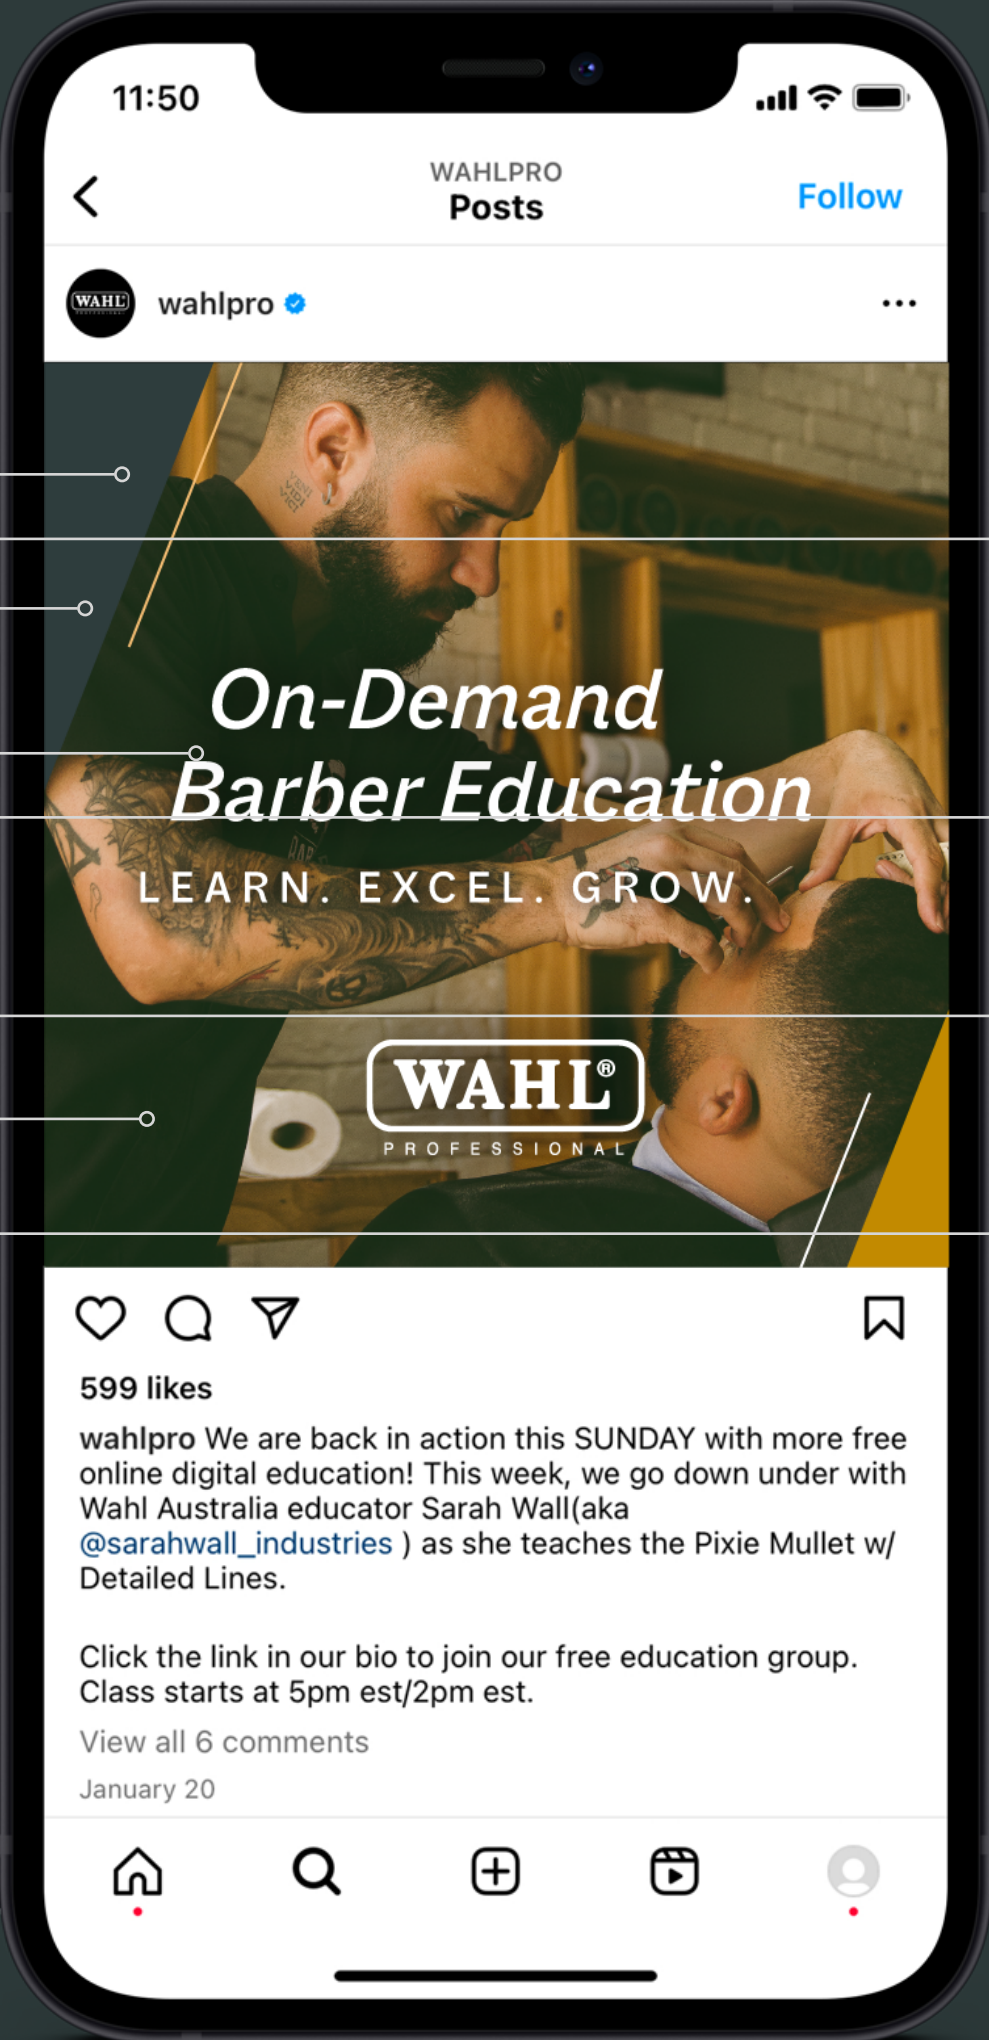 11:50
WAHLPRO
Posts
Follow
WAHL
wahlpro
VENI
VIDI
VICI
On-Demand
Barber Education
LEARN. EXCEL. GROW.
WAHL®
PROFESSIONAL
599 likes
wahlpro We are back in action this SUNDAY with more free
online digital education! This week, we go down under with
Wahl Australia educator Sarah Wall(aka
@sarahwall_industries ) as she teaches the Pixie Mullet w/
Detailed Lines.
Click the link in our bio to join our free education group.
Class starts at 5pm est/2pm est.
View all 6 comments
January 20